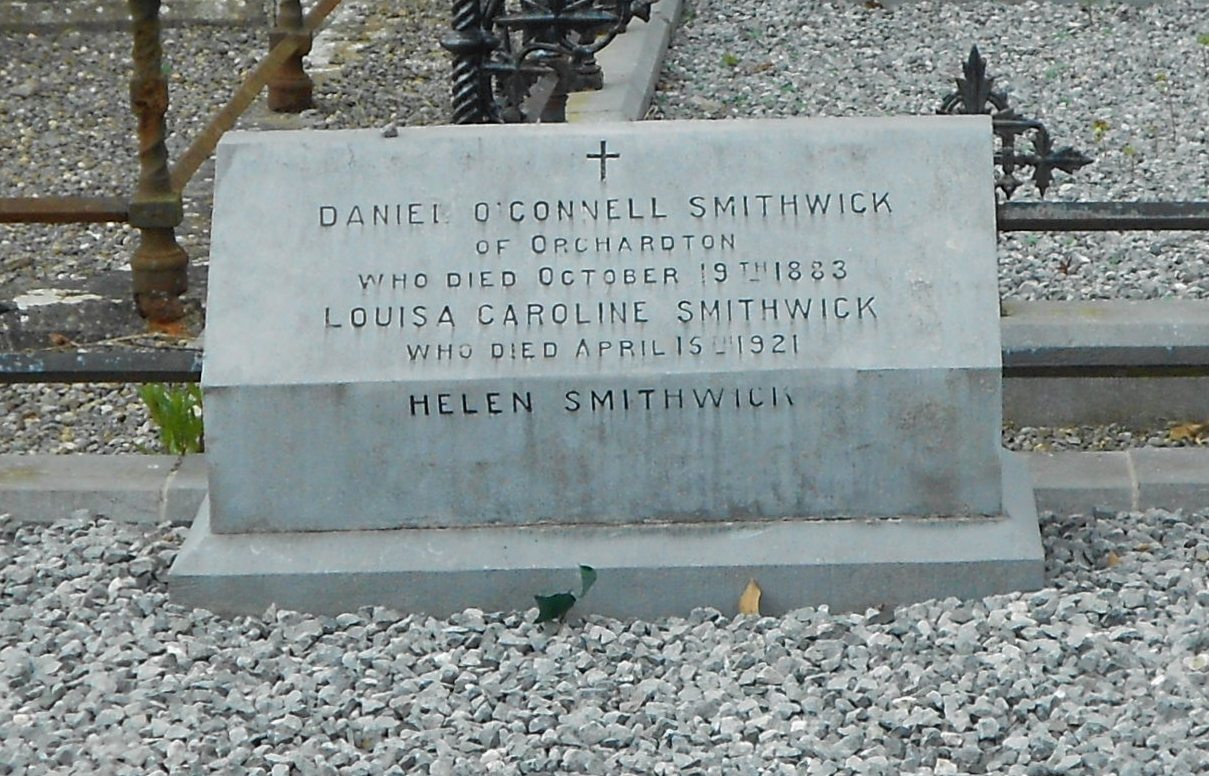 DANIEL O'CONNELL SMITHWICK
OF ORCHARDTON
WHO DIED OCTOBER 19TH 1883
LOUISA CAROLINE SMITHWICK
WHO DIED APRIL 15TH 1921
HELEN SMITHWICK